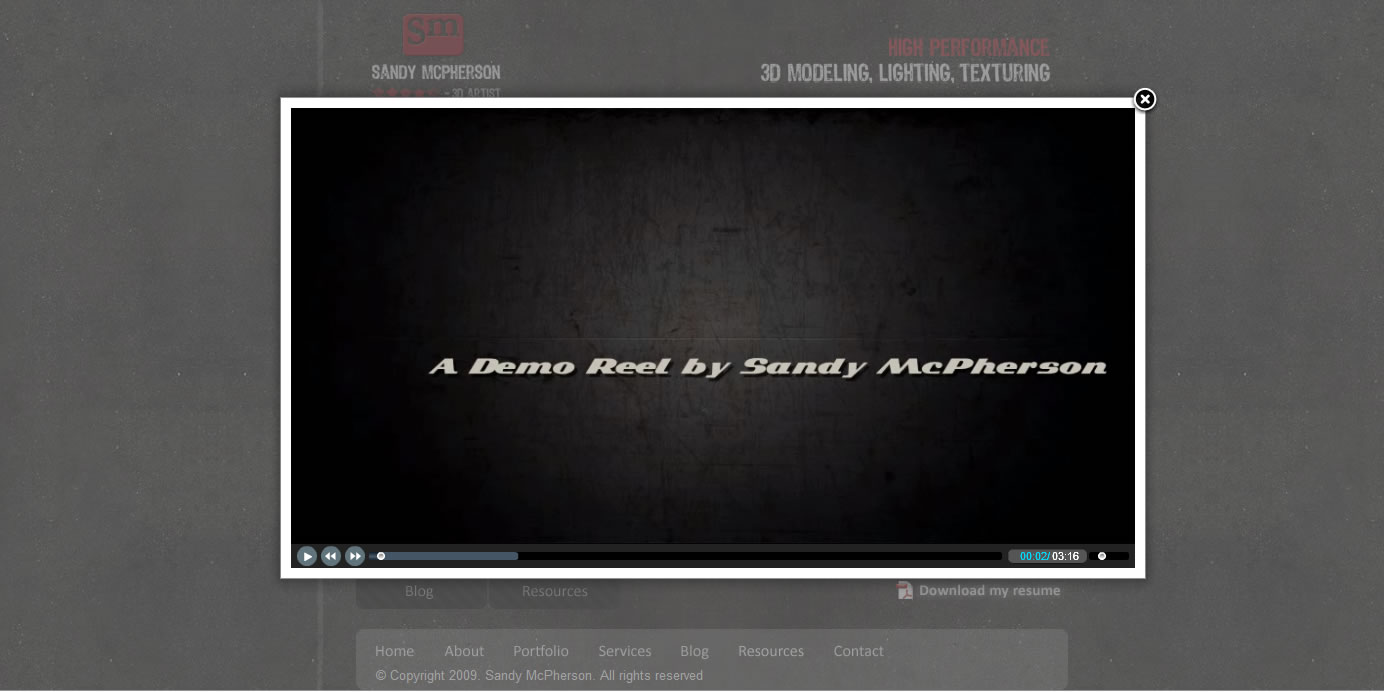 sm
SANDY MCPHERSON
- 3D ARTIST
HIGH PERFORMANCE
3D MODELING, LIGHTING, TEXTURING
A Demo Reel by Sandy McPherson
00:02/03:16
Blog Resources
Download my resume
Home About Portfolio Services Blog Resources Contact
© Copyright 2009. Sandy McPherson. All rights reserved